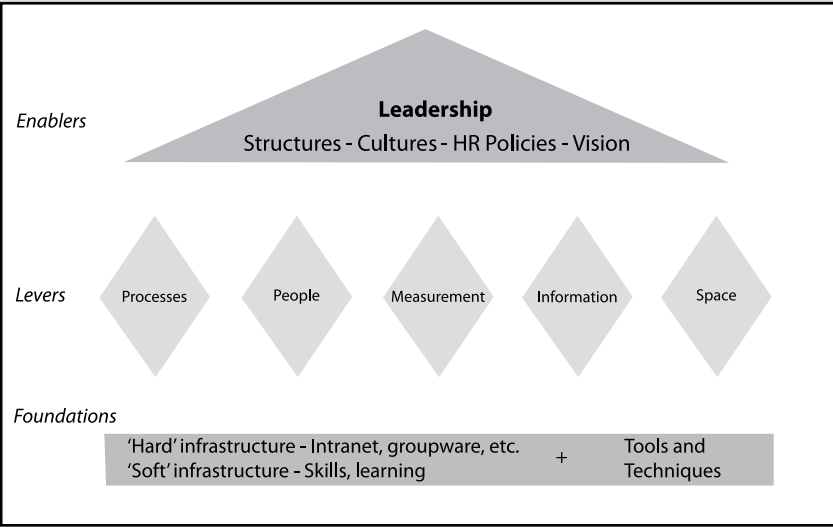 Leadership
Enablers
Structures - Cultures - HR Policies - Vision
Levers
Processes
People
Measurement
Information
Space
Foundations
‘Hard’ infrastructure - Intranet, groupware, etc.
‘Soft’ infrastructure - Skills, learning
+
Tools and
Techniques